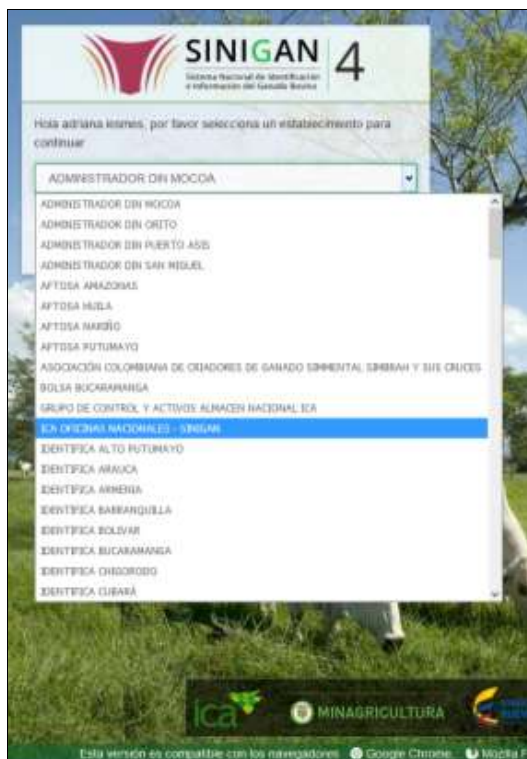 SINIGAN 4
Sistema Nacional de Identificación
e Información del Ganado Bovino
Hola adriana lesmes, por favor selecciona un establecimiento para
continuar
ADMINISTRADOR DIN MOCOA
ADMINISTRADOR DIN MOCOA
ADMINISTRADOR DIN ORITO
ADMINISTRADOR DIN PUERTO ASIS
ADMINISTRADOR DIN SAN MIGUEL
AFTOSA AMAZONAS
AFTOSA HUILA
AFTOSA NARIÑO
AFTOSA PUTUMAYO
ASOCIACIÓN COLOMBIANA DE CRIADORES DE GANADO SIMMENTAL SIMBRAH Y SUS CRUCES
BOLSA BUCARAMANGA
GRUPO DE CONTROL Y ACTIVOS ALMACEN NACIONAL ICA
ICA OFICINAS NACIONALES - SINIGAN
IDENTIFICA ALTO PUTUMAYO
IDENTIFICA ARAUCA
IDENTIFICA ARMENIA
IDENTIFICA BARRANQUILLA
IDENTIFICA BOLIVAR
IDENTIFICA BUCARAMANGA
IDENTIFICA CHIGORODO
IDENTIFICA CUBARÁ
ica MINAGRICULTURA
Esta versión es compatible con los navegadores Google Chrome Mozilla F